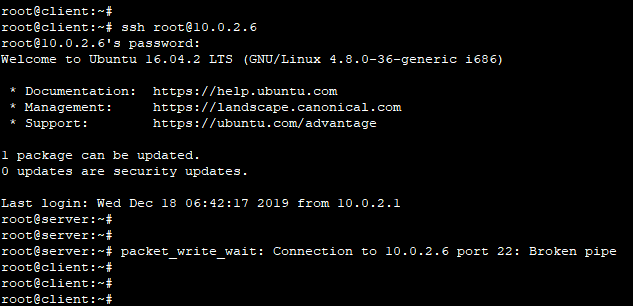 root@client:~#
root@client:~# ssh root@10.0.2.6
root@10.0.2.6's password:
Welcome to Ubuntu 16.04.2 LTS (GNU/Linux 4.8.0-36-generic i686)
 * Documentation:  https://help.ubuntu.com
 * Management:     https://landscape.canonical.com
 * Support:        https://ubuntu.com/advantage
1 package can be updated.
0 updates are security updates.
Last login: Wed Dec 18 06:42:17 2019 from 10.0.2.1
root@server:~#
root@server:~#
root@server:~# packet_write_wait: Connection to 10.0.2.6 port 22: Broken pipe
root@client:~#
root@client:~#
root@client:~#